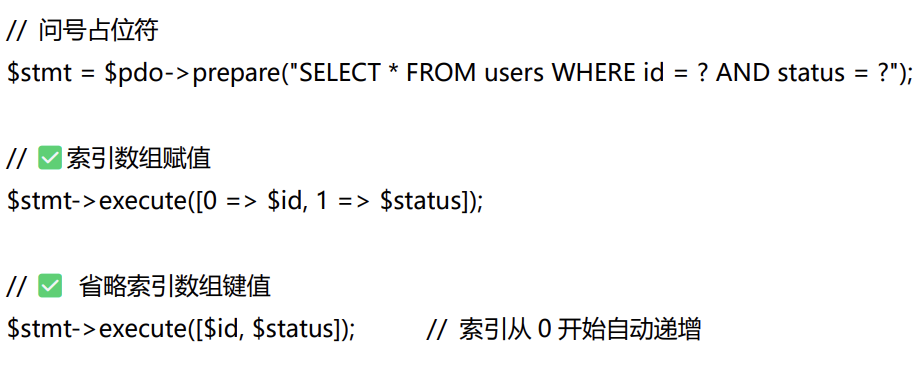 // 问号占位符
$stmt = $pdo->prepare("SELECT * FROM users WHERE id = ? AND status = ?");
// ✅索引数组赋值
$stmt->execute([0 => $id, 1 => $status]);
// ✅ 省略索引数组键值
$stmt->execute([$id, $status]); // 索引从 0 开始自动递增